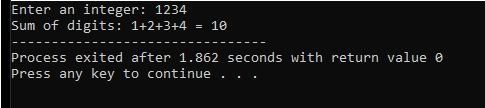 Enter an integer: 1234
Sum of digits: 1+2+3+4 = 10
--------------------------------
Process exited after 1.862 seconds with return value 0
Press any key to continue . . .